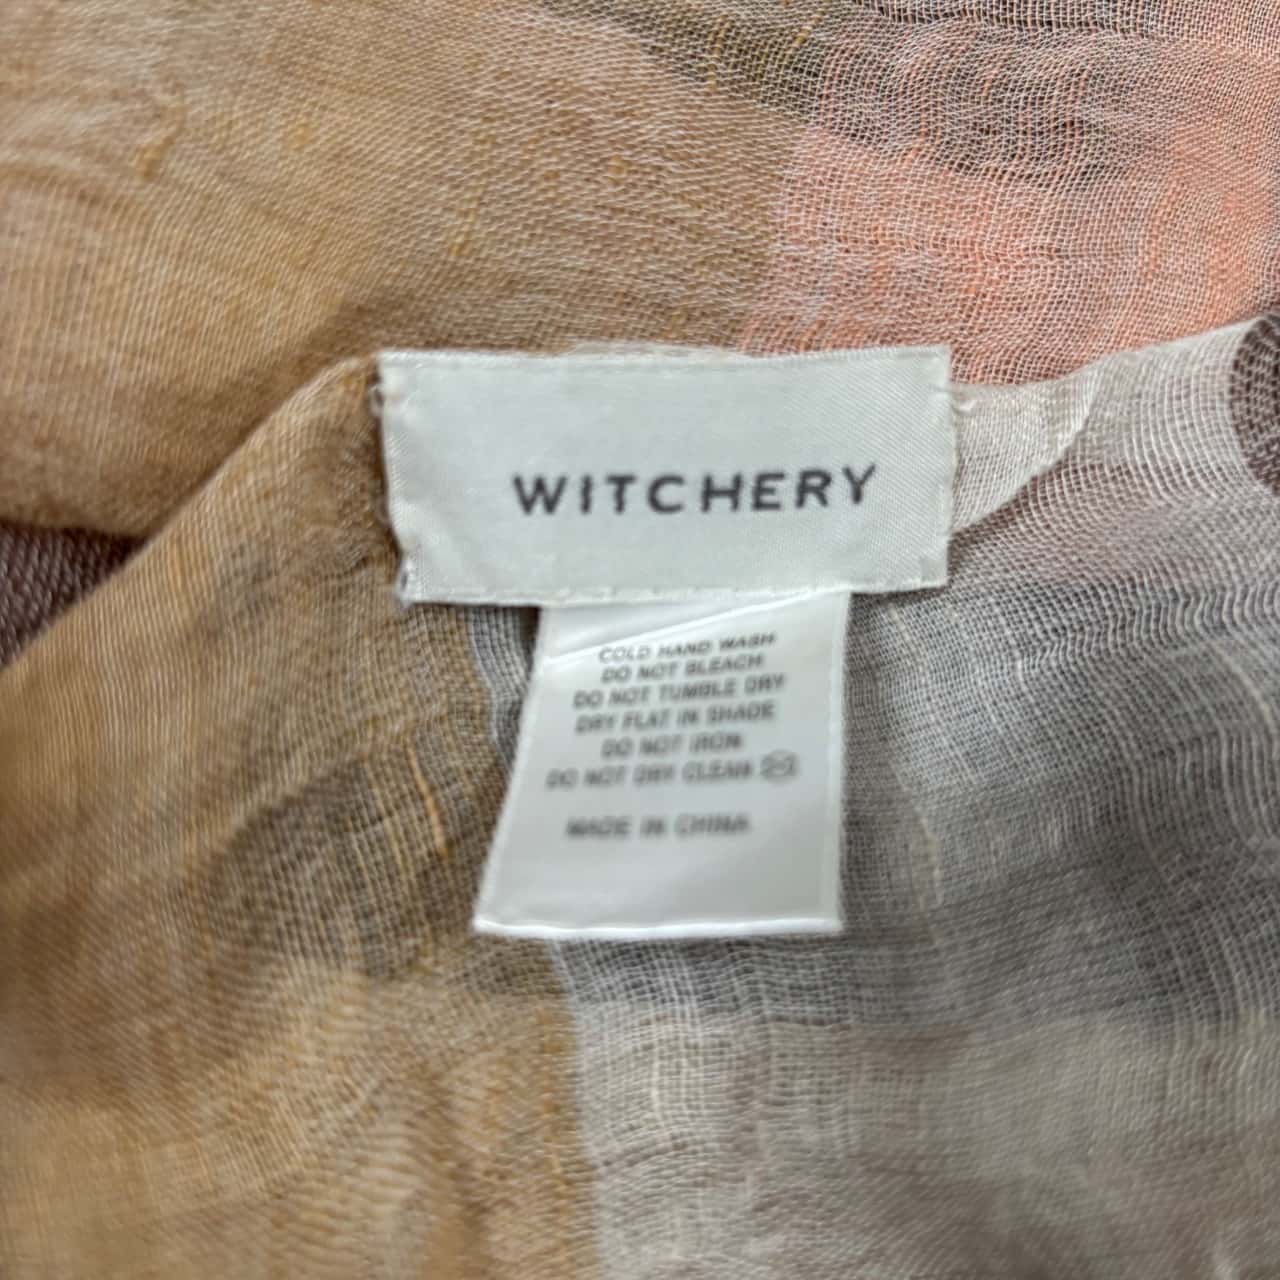 WITCHERY
COLD HAND WASH
DO NOT BLEACH
DO NOT TUMBLE DRY
DRY FLAT IN SHADE
DO NOT IRON
DO NOT DRY CLEAN
MADE IN CHINA